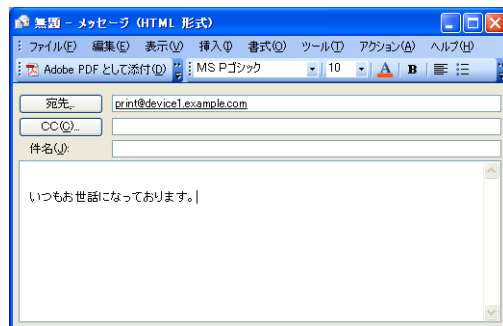 無題 - メッセージ (HTML 形式)
ファイル(F) 編集(E) 表示(V) 挿入(I) 書式(O) ツール(T) アクション(A) ヘルプ(H)
Adobe PDF として添付(D) MS Pゴシック 10 A B
宛先... print@device1.example.com
CC(C)...
件名(J):
いつもお世話になっております。